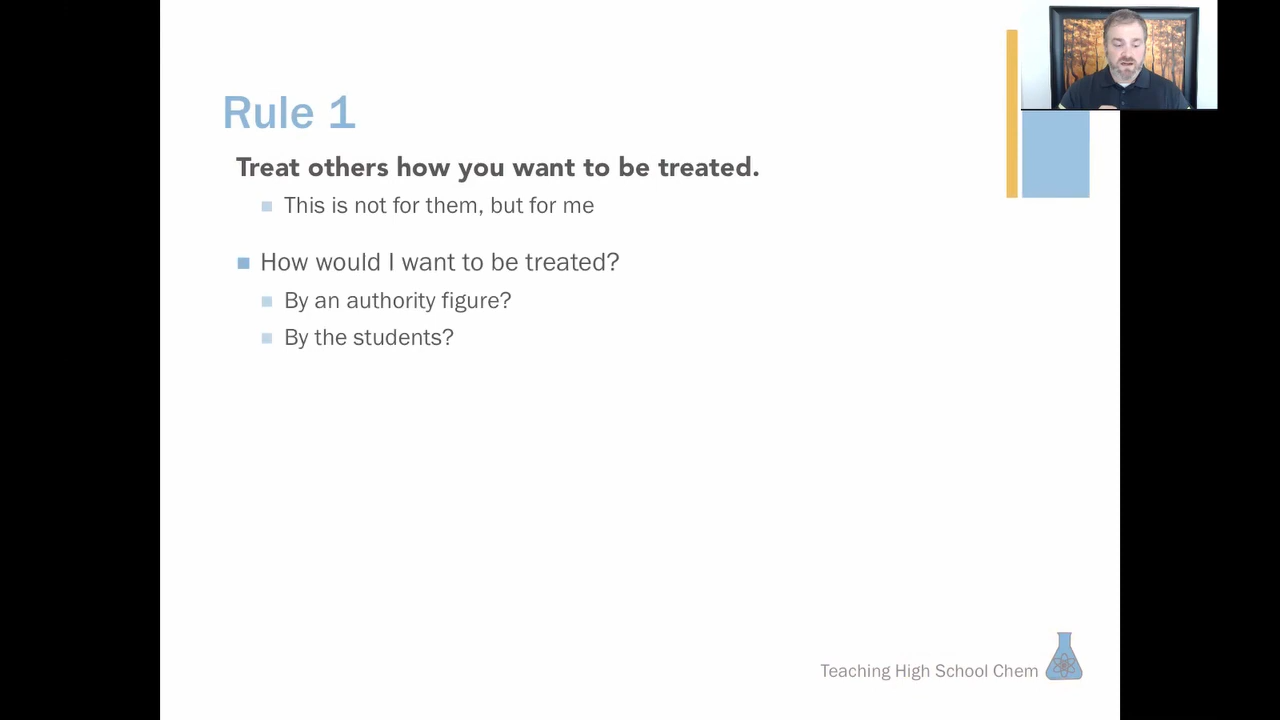 Rule 1
Treat others how you want to be treated.
This is not for them, but for me
How would I want to be treated?
By an authority figure?
By the students?
Teaching High School Chem